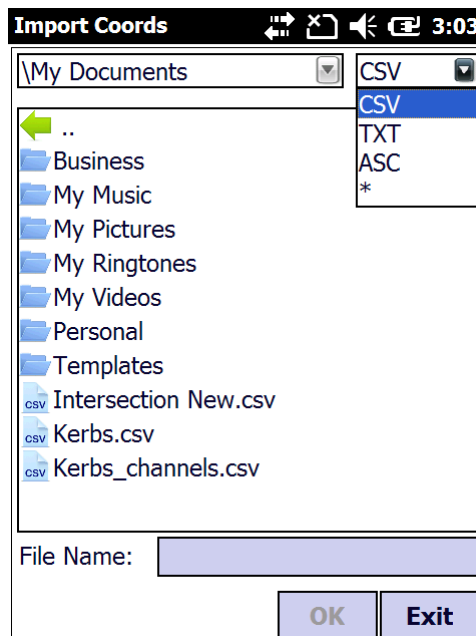 Import Coords 3:03
\My Documents CSV
CSV
TXT
ASC
*
..
Business
My Music
My Pictures
My Ringtones
My Videos
Personal
Templates
csv Intersection New.csv
csv Kerbs.csv
csv Kerbs_channels.csv
File Name:
OK Exit